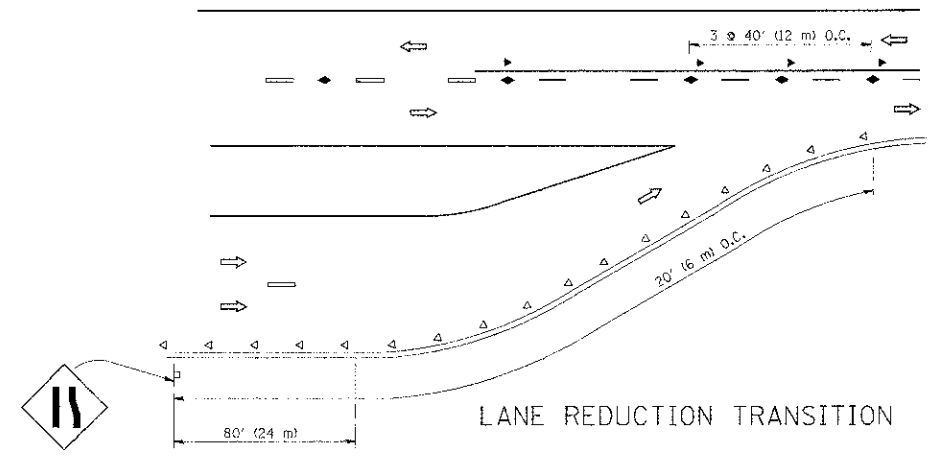 3 @ 40' (12 m) O.C.
20' (6 m) O.C.
80' (24 m)
LANE REDUCTION TRANSITION